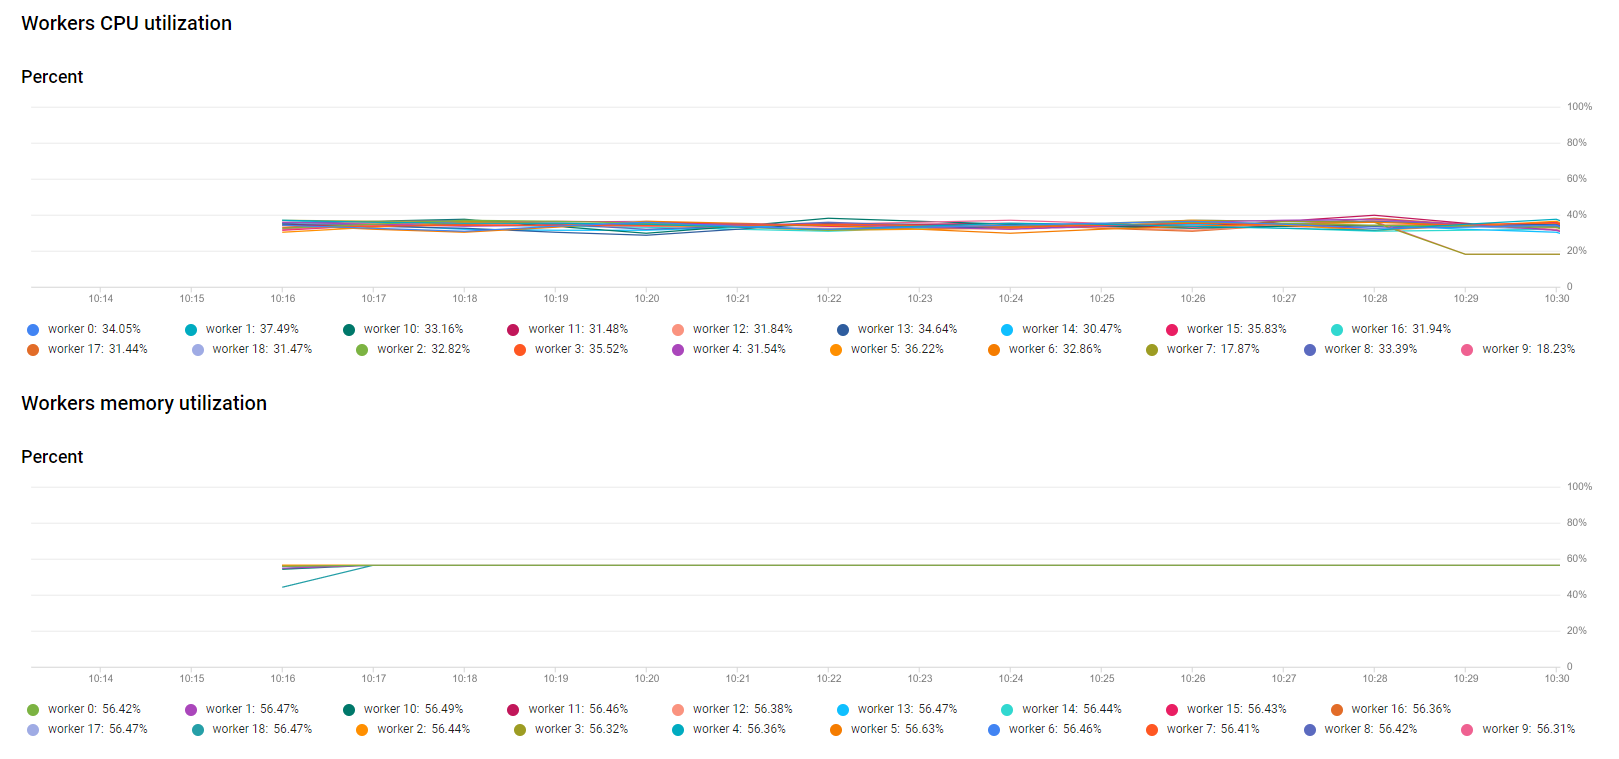 Workers CPU utilization
Percent
100%
80%
60%
40%
20%
0
10:14 10:15 10:16 10:17 10:18 10:19 10:20 10:21 10:22 10:23 10:24 10:25 10:26 10:27 10:28 10:29 10:30
worker 0: 34.05% worker 1: 37.49% worker 10: 33.16% worker 11: 31.48% worker 12: 31.84% worker 13: 34.64% worker 14: 30.47% worker 15: 35.83% worker 16: 31.94%
worker 17: 31.44% worker 18: 31.47% worker 2: 32.82% worker 3: 35.52% worker 4: 31.54% worker 5: 36.22% worker 6: 32.86% worker 7: 17.87% worker 8: 33.39% worker 9: 18.23%
Workers memory utilization
Percent
100%
80%
60%
40%
20%
0
10:14 10:15 10:16 10:17 10:18 10:19 10:20 10:21 10:22 10:23 10:24 10:25 10:26 10:27 10:28 10:29 10:30
worker 0: 56.42% worker 1: 56.47% worker 10: 56.49% worker 11: 56.46% worker 12: 56.38% worker 13: 56.47% worker 14: 56.44% worker 15: 56.43% worker 16: 56.36%
worker 17: 56.47% worker 18: 56.47% worker 2: 56.44% worker 3: 56.32% worker 4: 56.36% worker 5: 56.63% worker 6: 56.46% worker 7: 56.41% worker 8: 56.42% worker 9: 56.31%